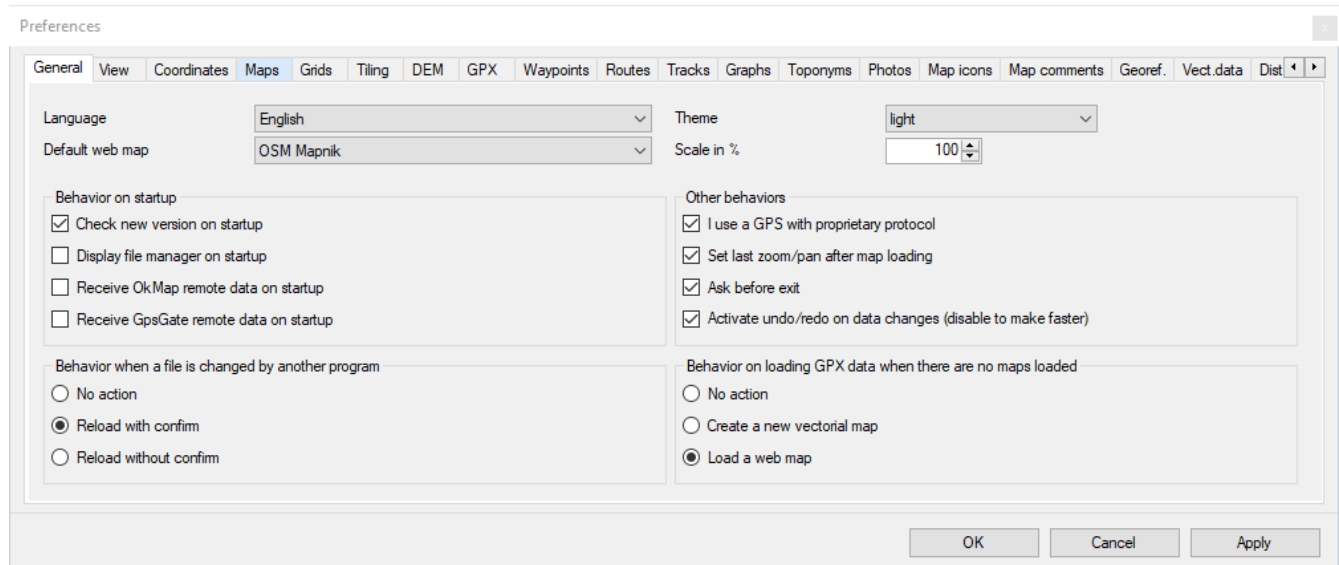 Preferences
General View Coordinates Maps Grids Tiling DEM GPX Waypoints Routes Tracks Graphs Toponyms Photos Map icons Map comments Georef. Vect.data Dist
Language English Theme light
Default web map OSM Mapnik Scale in % 100
Behavior on startup
Check new version on startup
Display file manager on startup
Receive OkMap remote data on startup
Receive GpsGate remote data on startup
Other behaviors
I use a GPS with proprietary protocol
Set last zoom/pan after map loading
Ask before exit
Activate undo/redo on data changes (disable to make faster)
Behavior when a file is changed by another program
No action
Reload with confirm
Reload without confirm
Behavior on loading GPX data when there are no maps loaded
No action
Create a new vectorial map
Load a web map
OK Cancel Apply